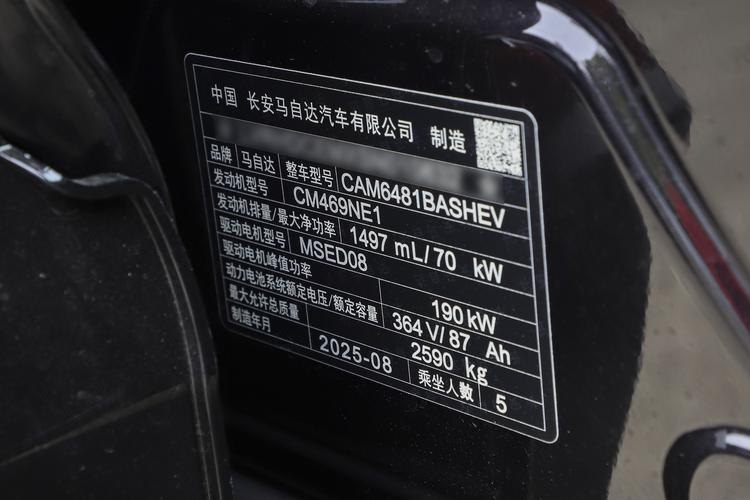 中国 长安马自达汽车有限公司 制造
品牌 马自达 整车型号 CAM6481BASHEV
发动机型号 CM469NE1
发动机排量/最大净功率 1497 mL/70 kW
驱动电机型号 MSED08
驱动电机峰值功率 190kW
动力电池系统额定电压/额定容量 364 V/87 Ah
最大允许总质量 2590 kg
制造年月 2025-08 乘坐人数 5